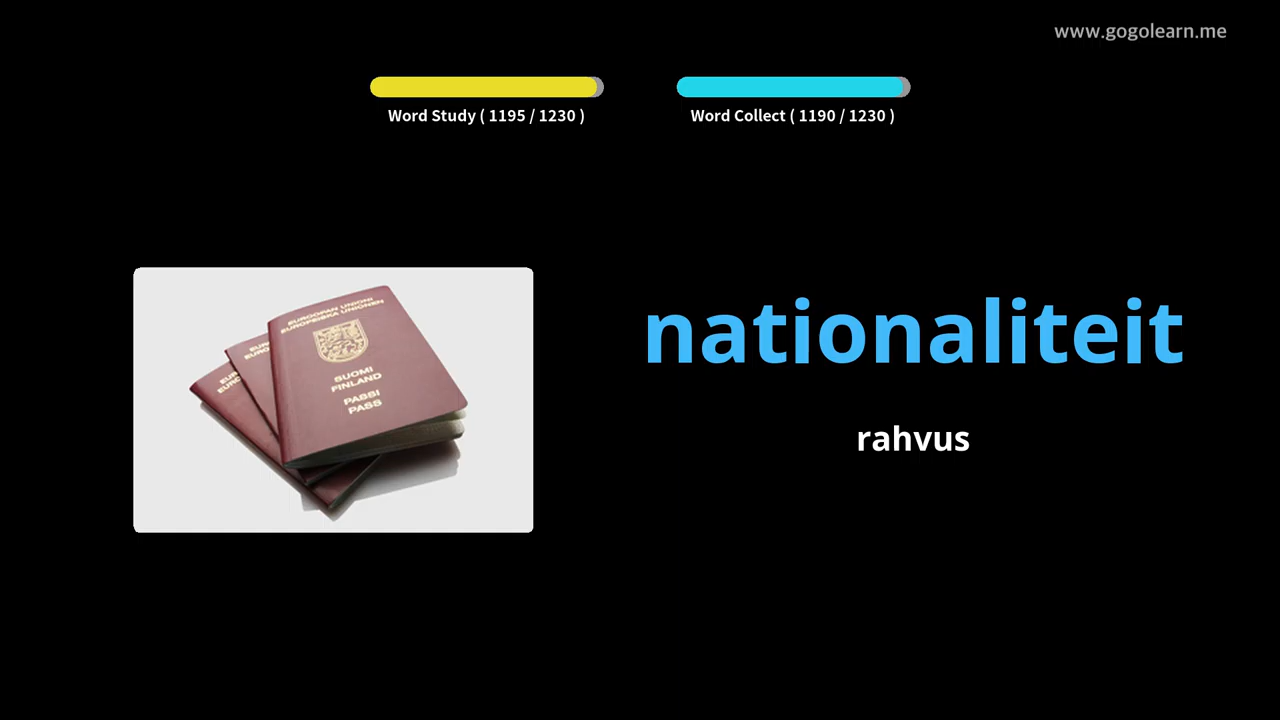 www.gogolearn.me
Word Study ( 1195 / 1230 )
Word Collect ( 1190 / 1230 )
nationaliteit
rahvus
EUROOPAN UNIONI
EUROPEISKA UNIONEN
SUOMI
FINLAND
PASSI
PASS